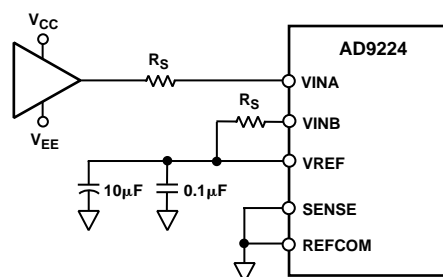 VCC
RS
AD9224
VINA
RS
VINB
VEE
VREF
10µF
0.1µF
SENSE
REFCOM